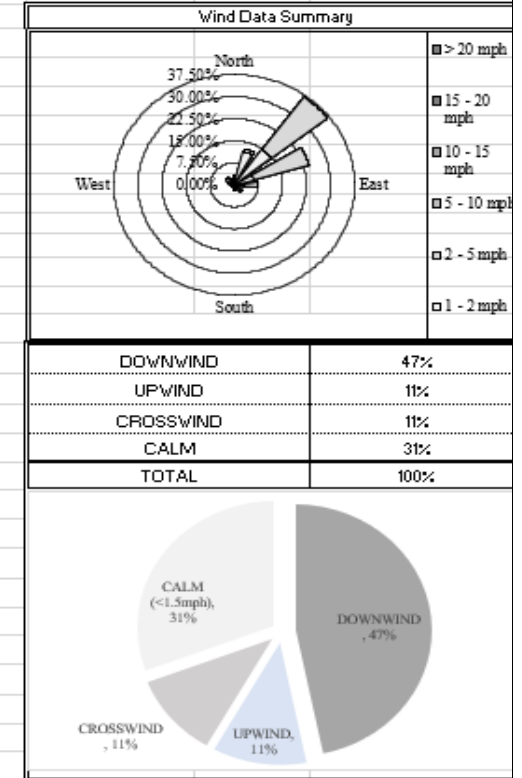 Wind Data Summary
North
37.50%
30.00%
22.50%
15.00%
7.50%
0.00%
West
East
South
> 20 mph
15 - 20
mph
10 - 15
mph
5 - 10 mph
2 - 5 mph
1 - 2 mph
DOWNWIND 47%
UPWIND 11%
CROSSWIND 11%
CALM 31%
TOTAL 100%
CALM
(<1.5mph),
31%
DOWNWIND
, 47%
CROSSWIND
, 11%
UPWIND,
11%